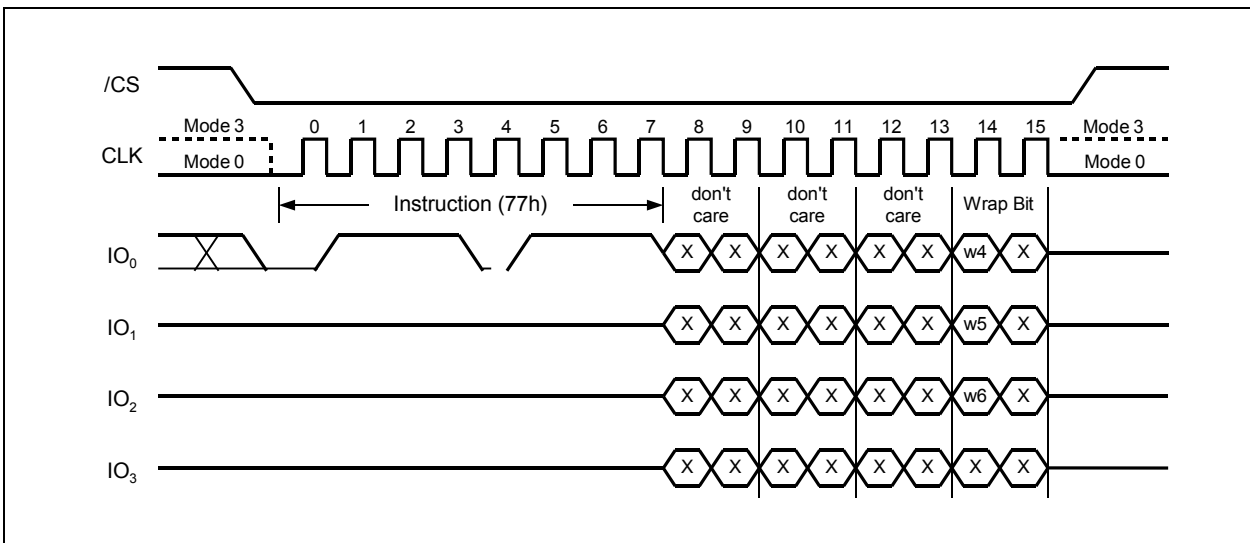 /CS
Mode 3 0 1 2 3 4 5 6 7 8 9 10 11 12 13 14 15 Mode 3
CLK Mode 0 Mode 0
Instruction (77h) don't care don't care don't care Wrap Bit
IO0 X X X X X X w4 X
IO1 X X X X X X w5 X
IO2 X X X X X X w6 X
IO3 X X X X X X X X